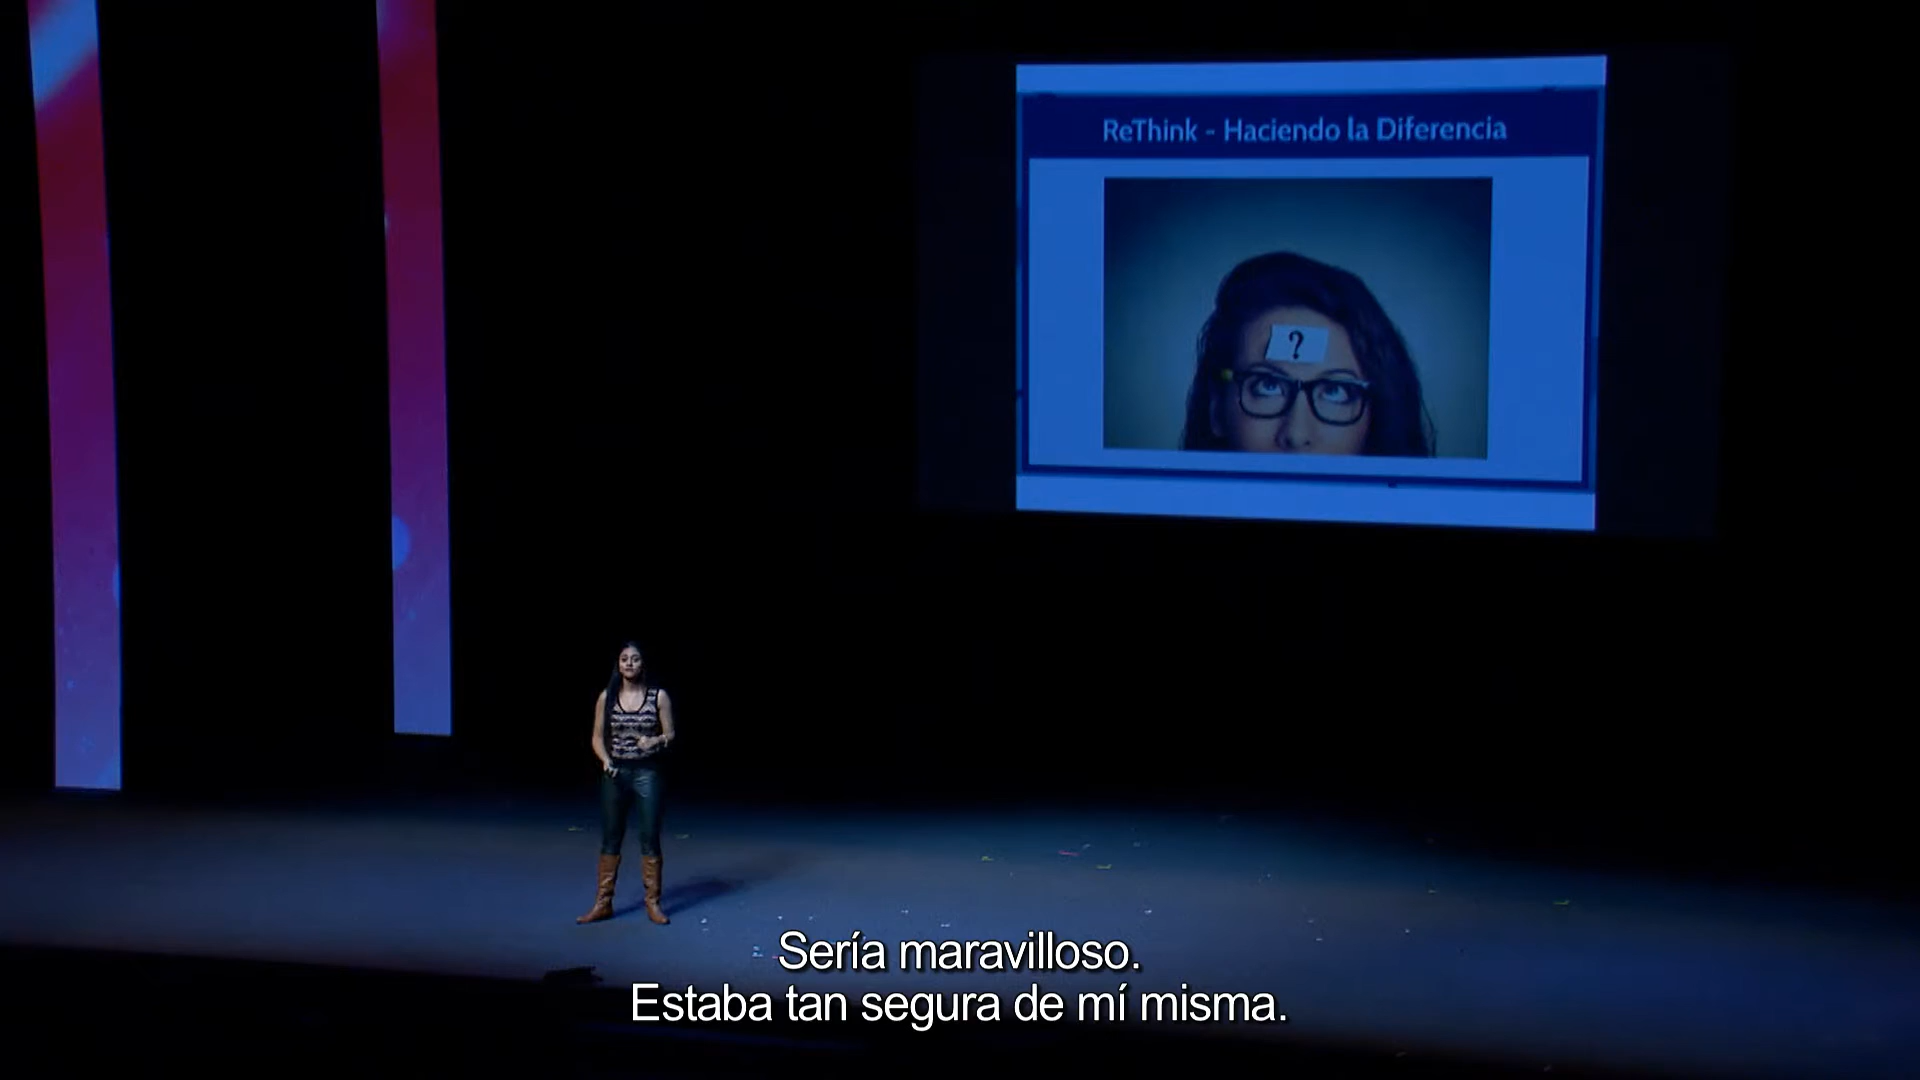 ReThink - Haciendo la Diferencia
?
Sería maravilloso.
Estaba tan segura de mí misma.